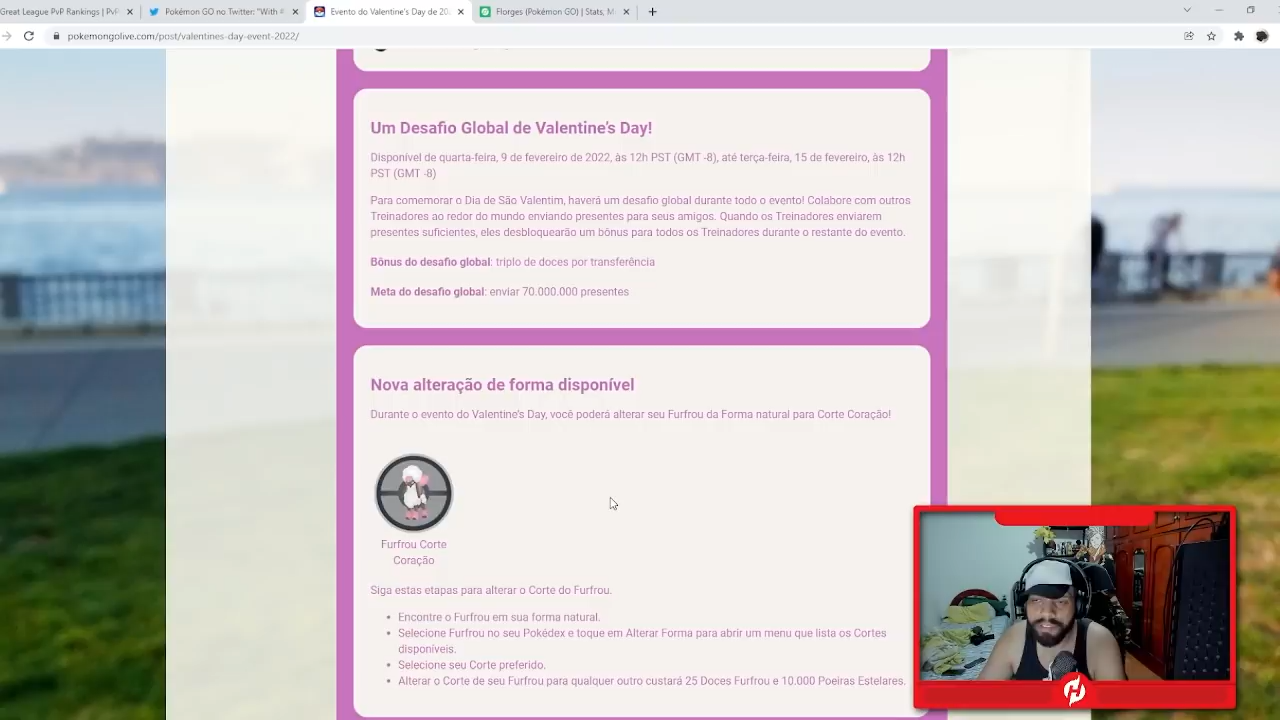 Great League PvP Rankings | PvP
Pokémon GO no Twitter: "With #
Evento do Valentine's Day de 20
Florges (Pokémon GO) | Stats, M
pokemongolive.com/post/valentines-day-event-2022/
Um Desafio Global de Valentine's Day!
Disponível de quarta-feira, 9 de fevereiro de 2022, às 12h PST (GMT -8), até terça-feira, 15 de fevereiro, às 12h
PST (GMT -8)
Para comemorar o Dia de São Valentim, haverá um desafio global durante todo o evento! Colabore com outros
Treinadores ao redor do mundo enviando presentes para seus amigos. Quando os Treinadores enviarem
presentes suficientes, eles desbloquearão um bônus para todos os Treinadores durante o restante do evento.
Bônus do desafio global: triplo de doces por transferência
Meta do desafio global: enviar 70.000.000 presentes
Nova alteração de forma disponível
Durante o evento do Valentine's Day, você poderá alterar seu Furfrou da Forma natural para Corte Coração!
Furfrou Corte
Coração
Siga estas etapas para alterar o Corte do Furfrou.
• Encontre o Furfrou em sua forma natural.
• Selecione Furfrou no seu Pokédex e toque em Alterar Forma para abrir um menu que lista os Cortes
disponíveis.
• Selecione seu Corte preferido.
• Alterar o Corte de seu Furfrou para qualquer outro custará 25 Doces Furfrou e 10.000 Poeiras Estelares.